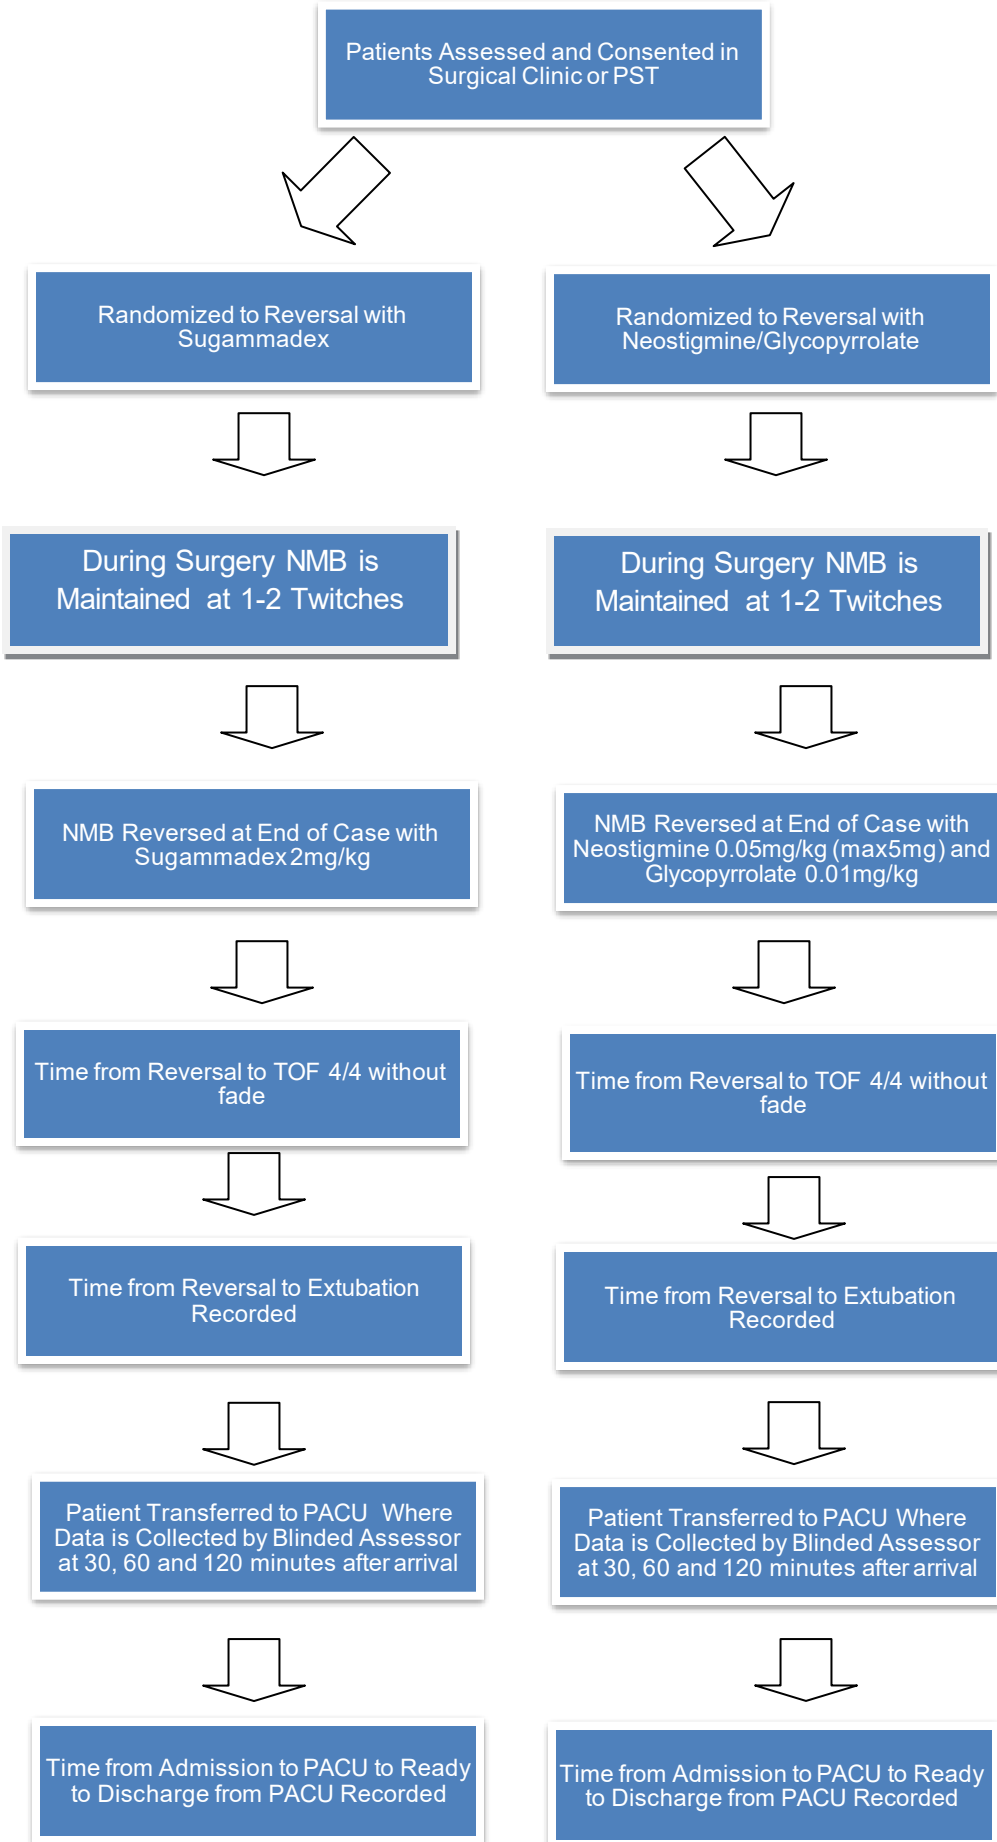 Patients Assessed and Consented in
Surgical Clinic or PST
Randomized to Reversal with
Sugammadex
Randomized to Reversal with
Neostigmine/Glycopyrrolate
During Surgery NMB is
Maintained at 1-2 Twitches
During Surgery NMB is
Maintained at 1-2 Twitches
NMB Reversed at End of Case with
Sugammadex 2mg/kg
NMB Reversed at End of Case with
Neostigmine 0.05mg/kg (max5mg) and
Glycopyrrolate 0.01mg/kg
Time from Reversal to TOF 4/4 without
fade
Time from Reversal to TOF 4/4 without
fade
Time from Reversal to Extubation
Recorded
Time from Reversal to Extubation
Recorded
Patient Transferred to PACU Where
Data is Collected by Blinded Assessor
at 30, 60 and 120 minutes after arrival
Patient Transferred to PACU Where
Data is Collected by Blinded Assessor
at 30, 60 and 120 minutes after arrival
Time from Admission to PACU to Ready
to Discharge from PACU Recorded
Time from Admission to PACU to Ready
to Discharge from PACU Recorded